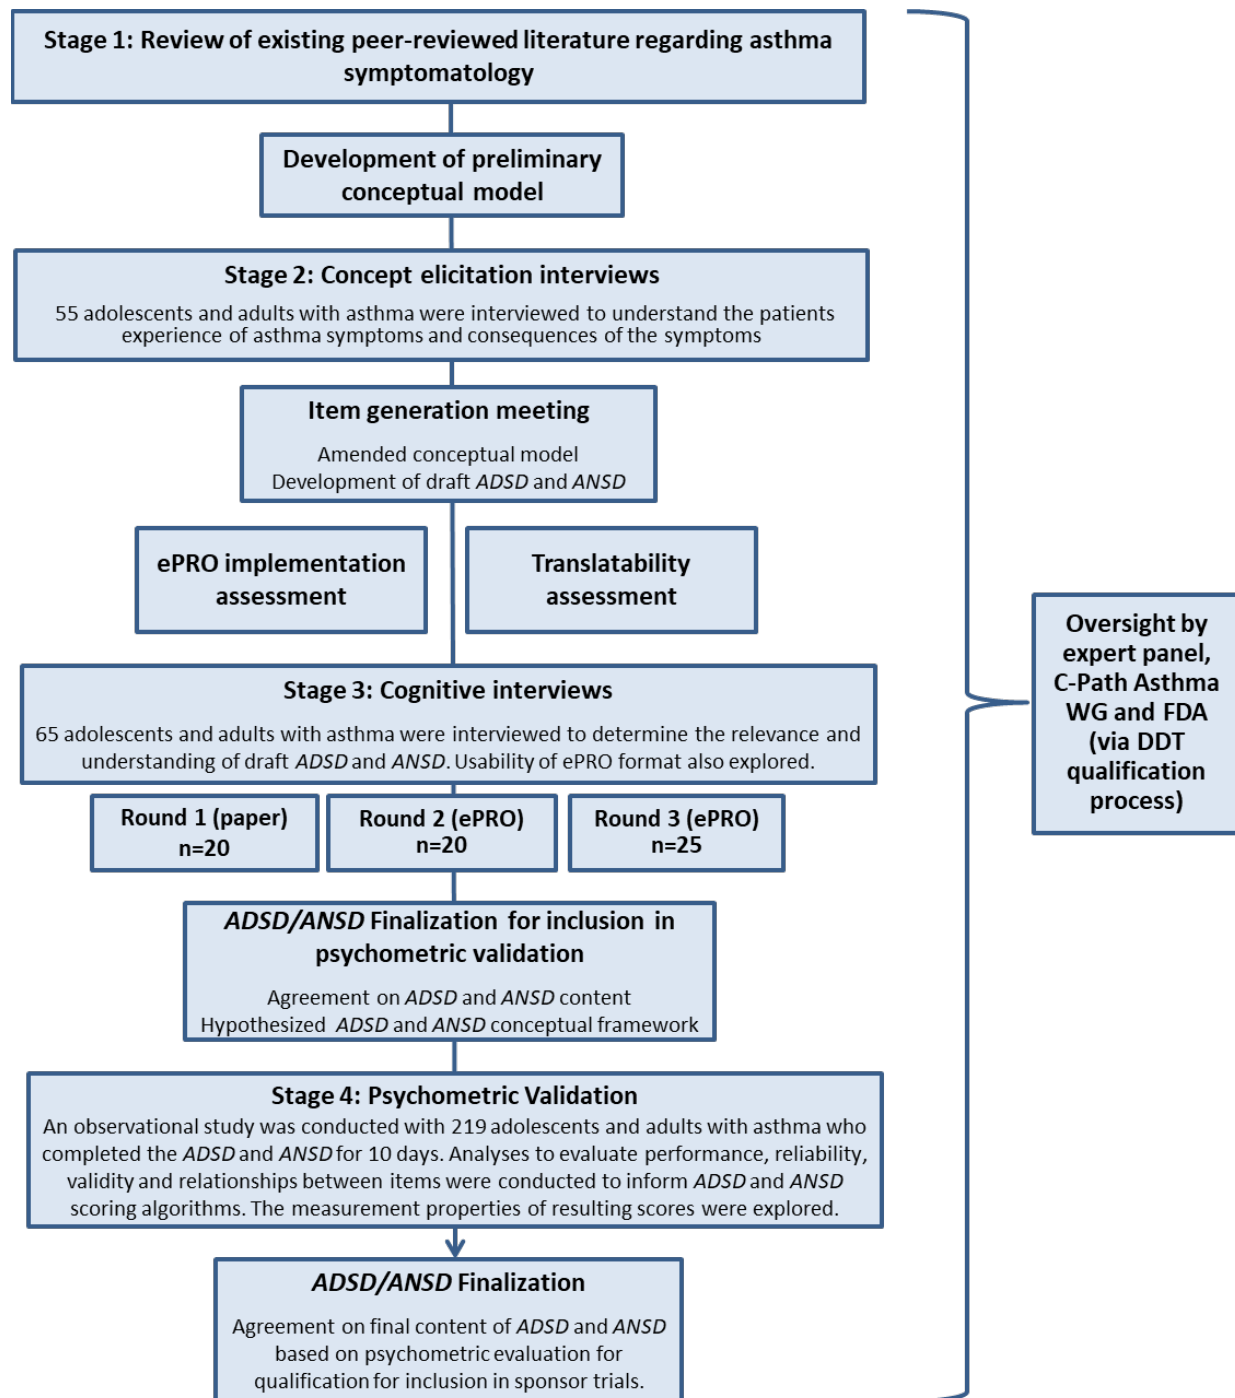 Stage 1: Review of existing peer-reviewed literature regarding asthma
symptomatology
Development of preliminary
conceptual model
Stage 2: Concept elicitation interviews
55 adolescents and adults with asthma were interviewed to understand the patients
experience of asthma symptoms and consequences of the symptoms
Item generation meeting
Amended conceptual model
Development of draft ADSD and ANSD
ePRO implementation
assessment
Translatability
assessment
Stage 3: Cognitive interviews
65 adolescents and adults with asthma were interviewed to determine the relevance and
understanding of draft ADSD and ANSD. Usability of ePRO format also explored.
Round 1 (paper)
n=20
Round 2 (ePRO)
n=20
Round 3 (ePRO)
n=25
ADSD/ANSD Finalization for inclusion in
psychometric validation
Agreement on ADSD and ANSD content
Hypothesized ADSD and ANSD conceptual framework
Stage 4: Psychometric Validation
An observational study was conducted with 219 adolescents and adults with asthma who
completed the ADSD and ANSD for 10 days. Analyses to evaluate performance, reliability,
validity and relationships between items were conducted to inform ADSD and ANSD
scoring algorithms. The measurement properties of resulting scores were explored.
ADSD/ANSD Finalization
Agreement on final content of ADSD and ANSD
based on psychometric evaluation for
qualification for inclusion in sponsor trials.
Oversight by
expert panel,
C-Path Asthma
WG and FDA
(via DDT
qualification
process)